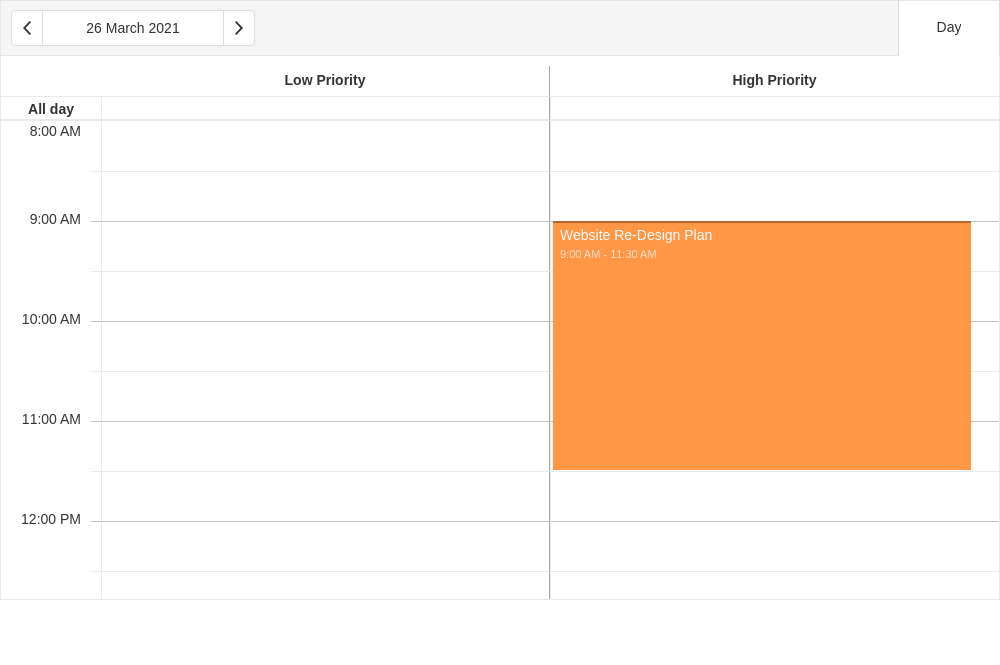 26 March 2021
Day
Low Priority
High Priority
All day
8:00 AM
9:00 AM
Website Re-Design Plan
9:00 AM - 11:30 AM
10:00 AM
11:00 AM
12:00 PM